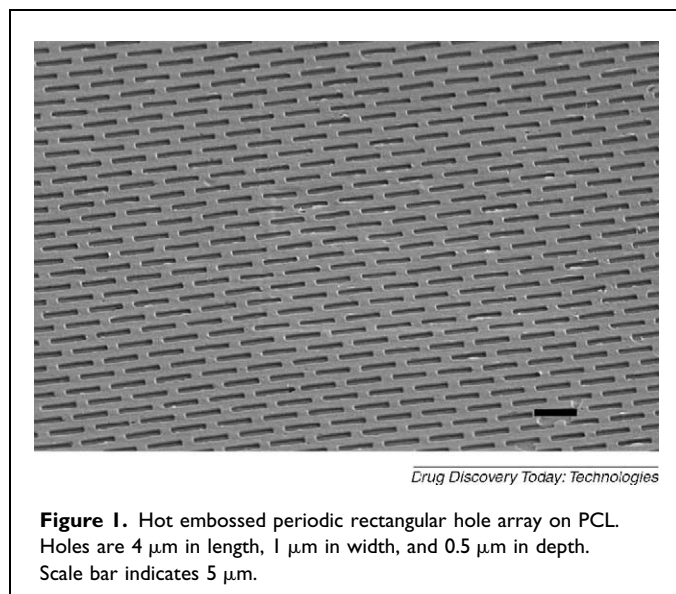 Drug Discovery Today: Technologies
Figure 1. Hot embossed periodic rectangular hole array on PCL.
Holes are 4 μm in length, 1 μm in width, and 0.5 μm in depth.
Scale bar indicates 5 μm.